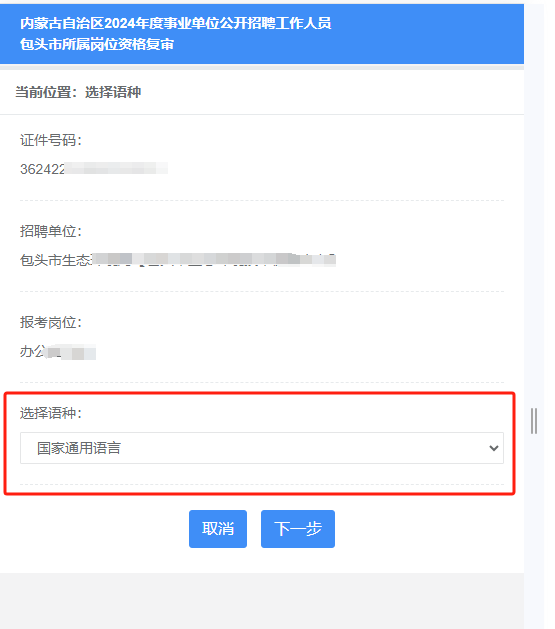 内蒙古自治区2024年度事业单位公开招聘工作人员
包头市所属岗位资格复审
当前位置：选择语种
证件号码：
362422
招聘单位：
包头市生态
报考岗位：
办公
选择语种：
国家通用语言
取消 下一步